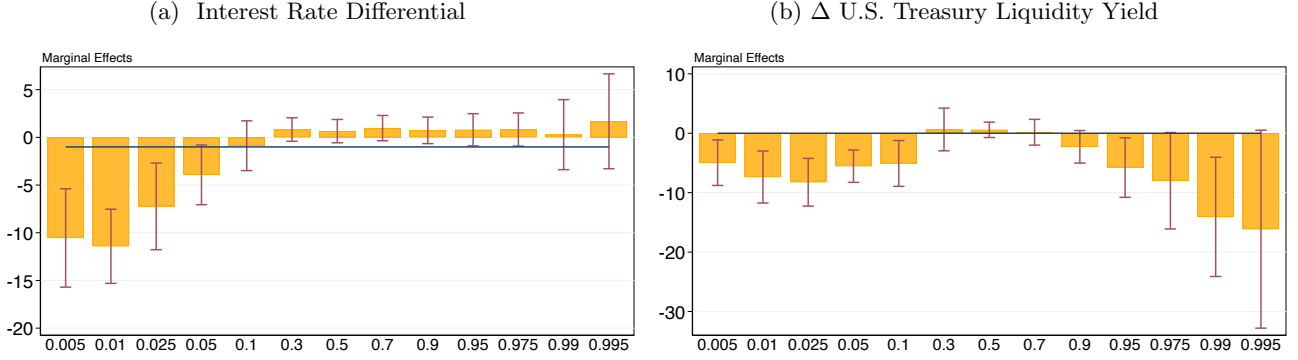 (a) Interest Rate Differential
Marginal Effects
5
0
-5
-10
-15
-20
0.005 0.01 0.025 0.05 0.1 0.3 0.5 0.7 0.9 0.95 0.975 0.99 0.995
(b) Δ U.S. Treasury Liquidity Yield
Marginal Effects
10
0
-10
-20
-30
0.005 0.01 0.025 0.05 0.1 0.3 0.5 0.7 0.9 0.95 0.975 0.99 0.995